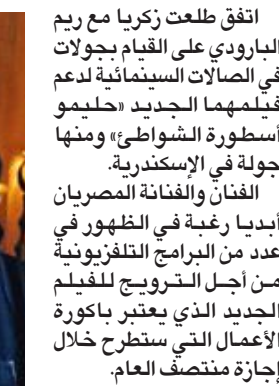 اتفق طلعت زكريا مع ريم
البارودي على القيام بجولات
في الصالات السينمائية لدعم
فيلمهما الجديد «حليمو
أسطورة الشواطئ» ومنها
جولة في الإسكندرية.
الفنان والفنانة المصريان
أبديا رغبة في الظهور في
عدد من البرامج التلفزيونية
من أجل الترويج للفيلم
الجديد الذي يعتبر باكورة
الأعمال التي ستطرح خلال
إجازة منتصف العام.